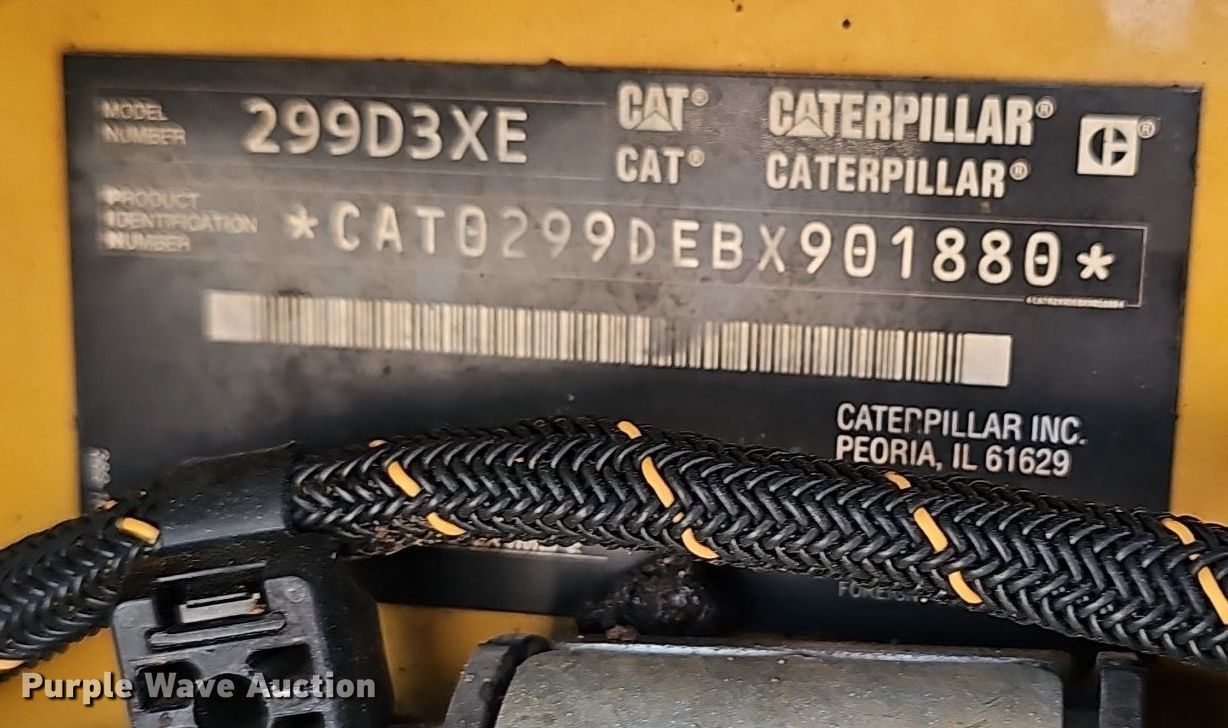 MODEL
NUMBER
299D3XE
CAT® CATERPILLAR®
CAT® CATERPILLAR®
PRODUCT
IDENTIFICATION
NUMBER
*CAT0299DEBX901880*
CATERPILLAR INC.
PEORIA, IL 61629
Purple Wave Auction